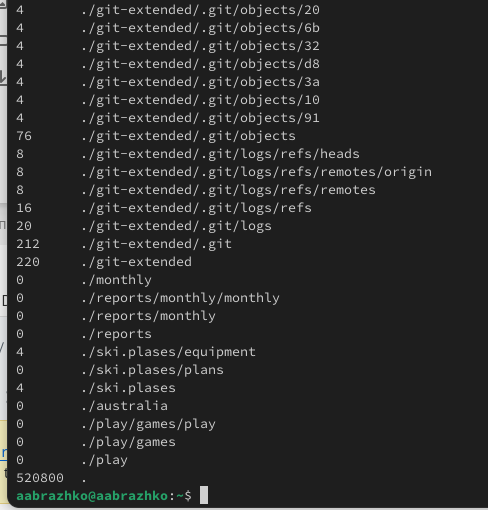 4 ./git-extended/.git/objects/20
4 ./git-extended/.git/objects/6b
4 ./git-extended/.git/objects/32
4 ./git-extended/.git/objects/d8
4 ./git-extended/.git/objects/3a
4 ./git-extended/.git/objects/10
4 ./git-extended/.git/objects/91
76 ./git-extended/.git/objects
8 ./git-extended/.git/logs/refs/heads
8 ./git-extended/.git/logs/refs/remotes/origin
8 ./git-extended/.git/logs/refs/remotes
16 ./git-extended/.git/logs/refs
20 ./git-extended/.git/logs
212 ./git-extended/.git
220 ./git-extended
0 ./monthly
0 ./reports/monthly/monthly
0 ./reports/monthly
0 ./reports
4 ./ski.plases/equipment
0 ./ski.plases/plans
4 ./ski.plases
0 ./australia
0 ./play/games/play
0 ./play/games
0 ./play
520800 .
aabrazhko@aabrazhko:~$